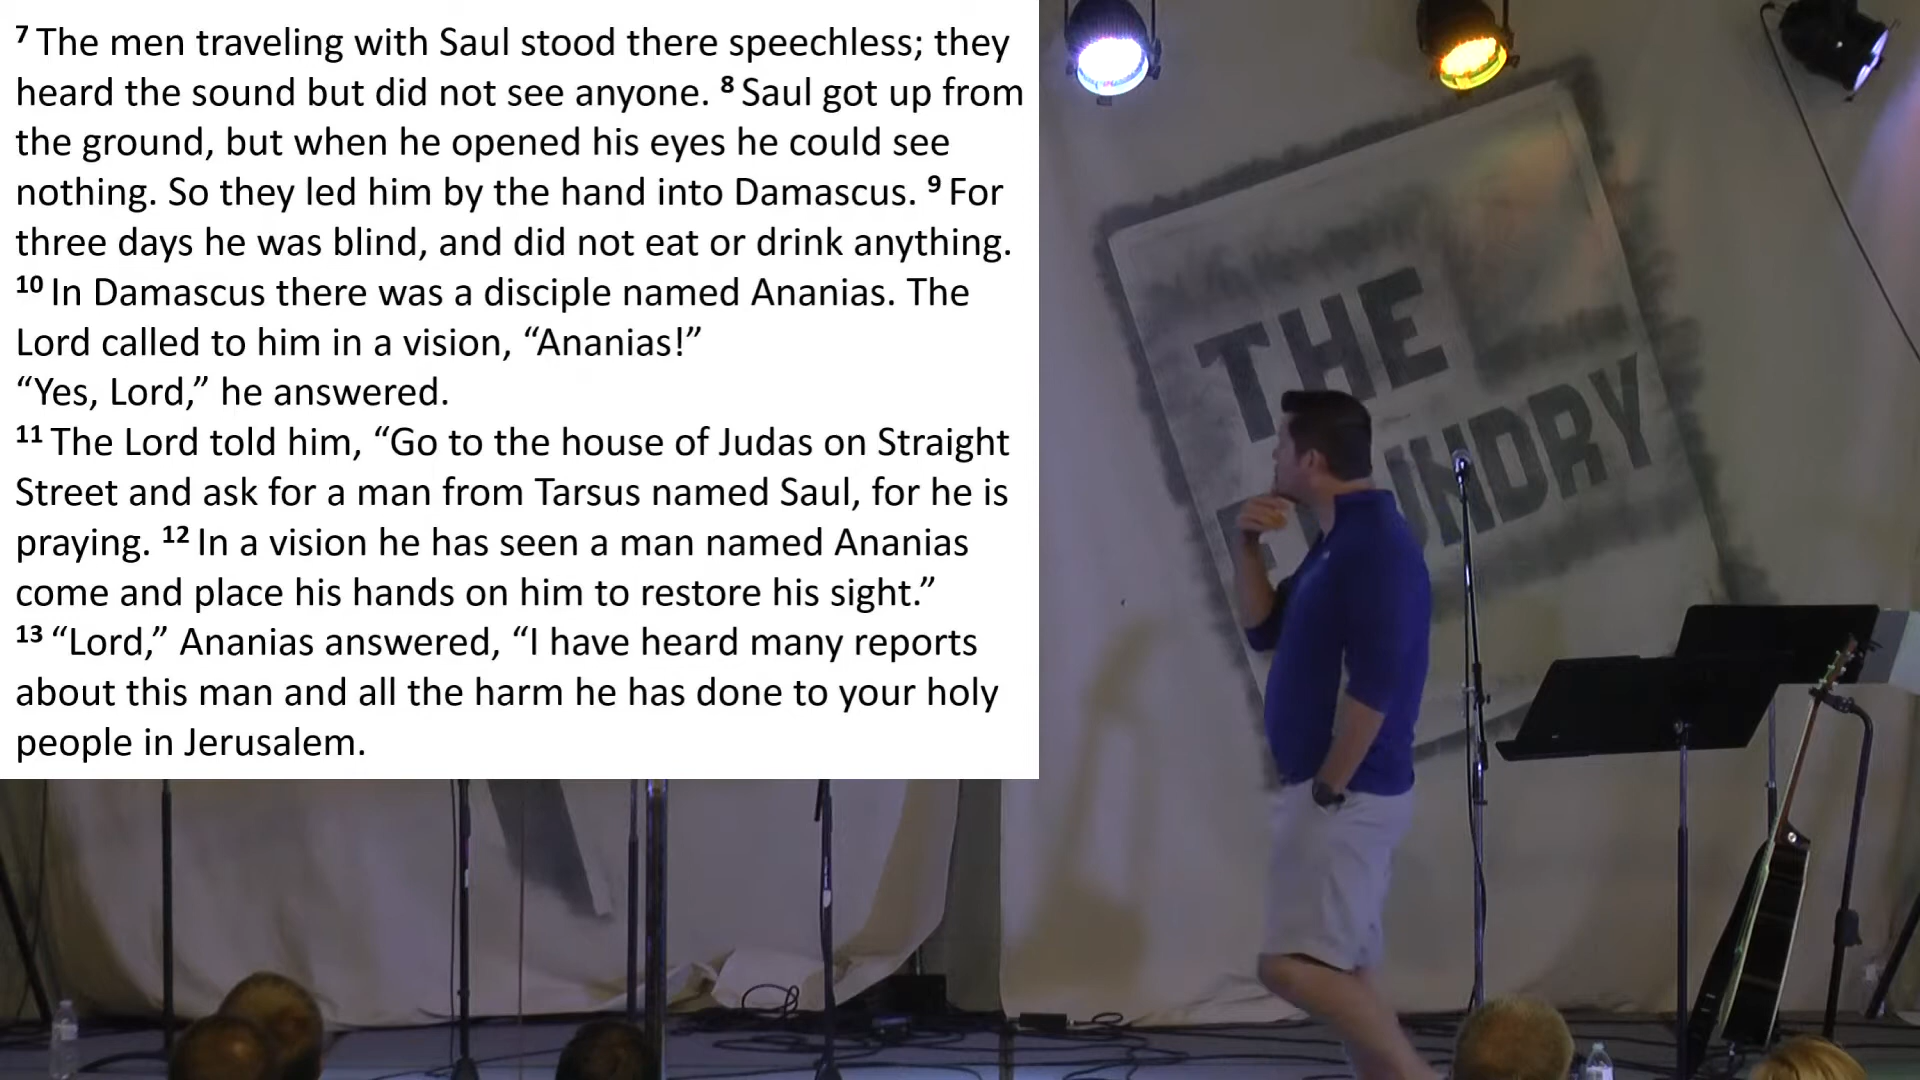 7 The men traveling with Saul stood there speechless; they
heard the sound but did not see anyone. 8 Saul got up from
the ground, but when he opened his eyes he could see
nothing. So they led him by the hand into Damascus. 9 For
three days he was blind, and did not eat or drink anything.
10 In Damascus there was a disciple named Ananias. The
Lord called to him in a vision, “Ananias!”
“Yes, Lord,” he answered.
11 The Lord told him, “Go to the house of Judas on Straight
Street and ask for a man from Tarsus named Saul, for he is
praying. 12 In a vision he has seen a man named Ananias
come and place his hands on him to restore his sight.”
13 “Lord,” Ananias answered, “I have heard many reports
about this man and all the harm he has done to your holy
people in Jerusalem.
THE
FOUNDRY